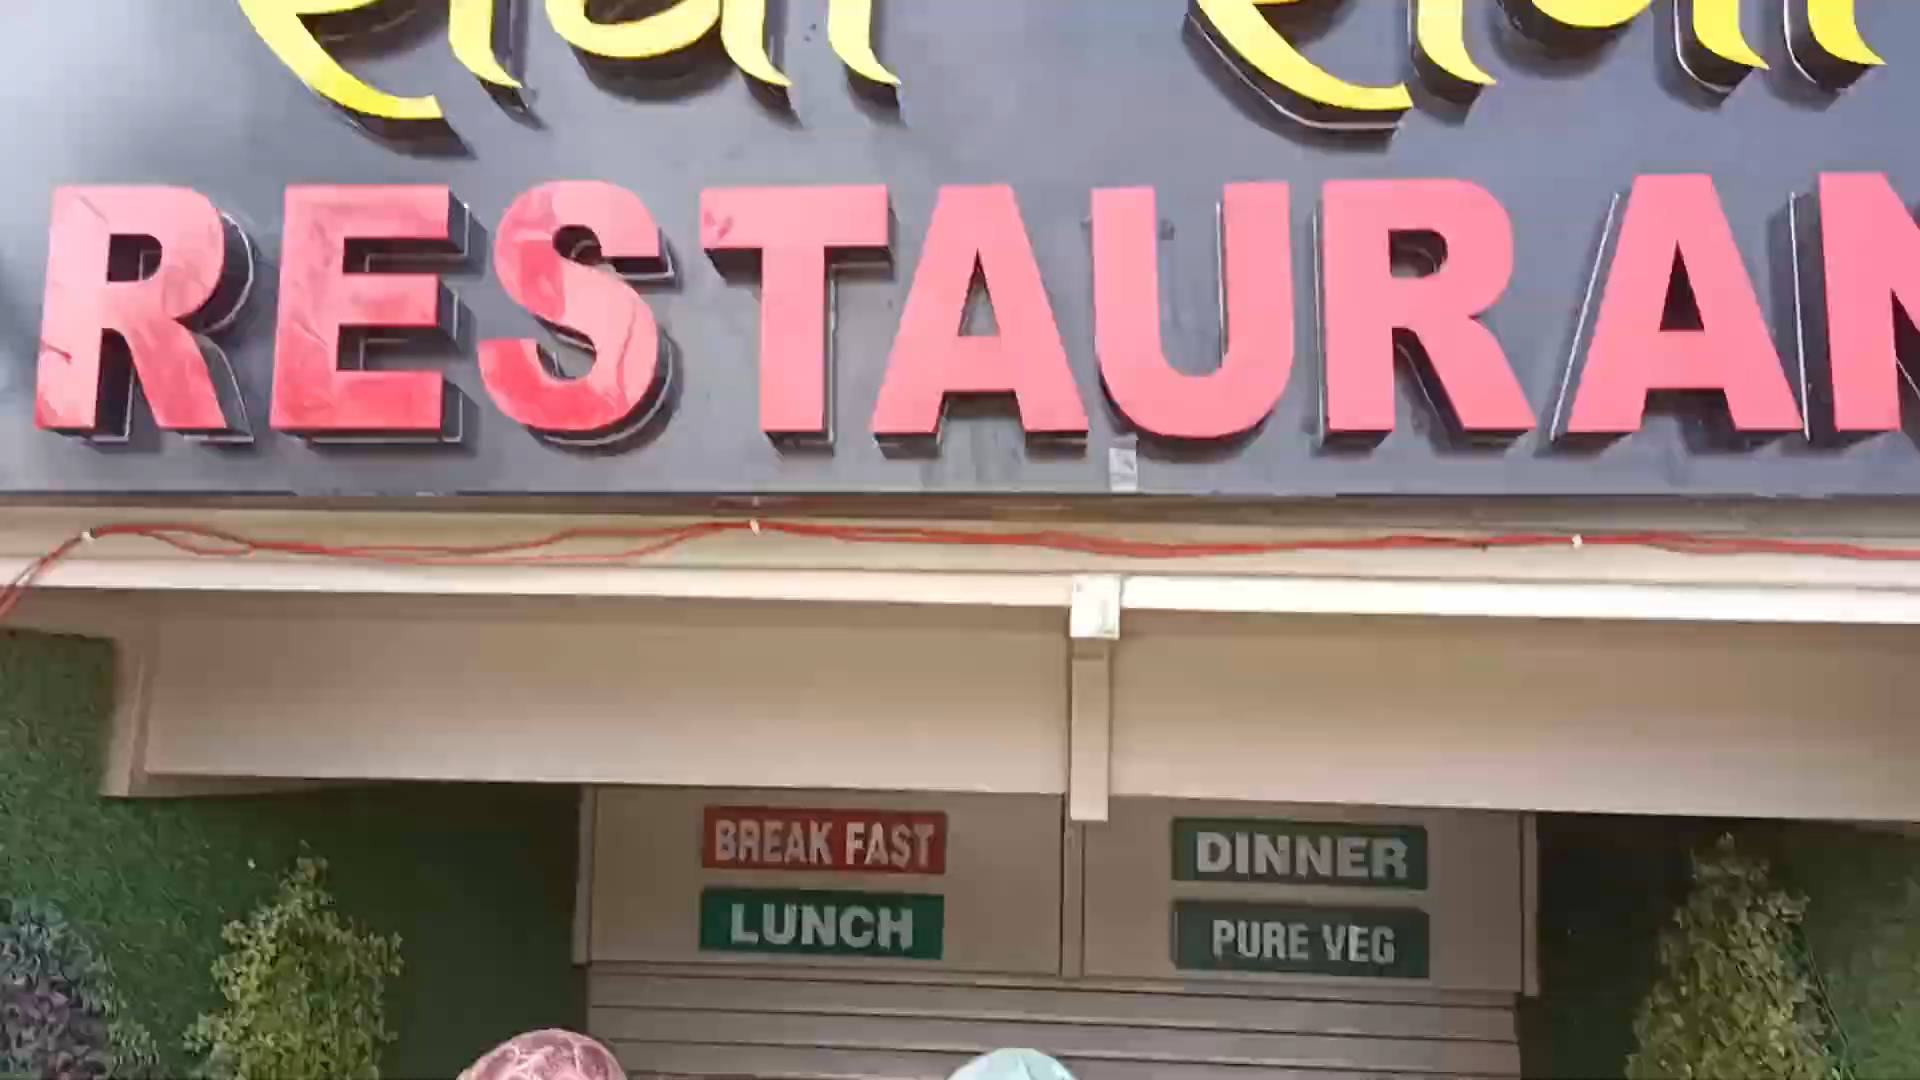 RESTAURAN
BREAK FAST
LUNCH
DINNER
PURE VEG